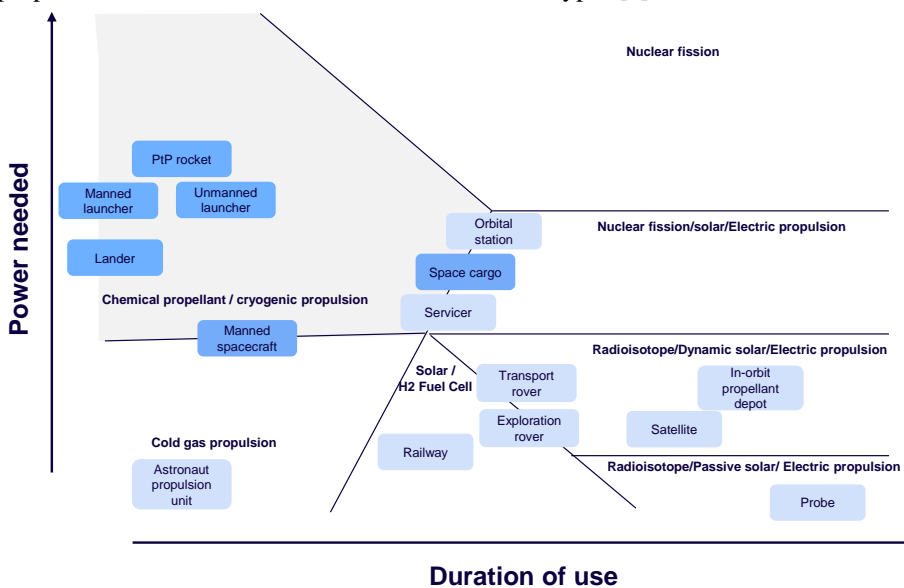 Nuclear fission
PtP rocket
Manned
launcher
Unmanned
launcher
Orbital
station
Nuclear fission/solar/Electric propulsion
Lander
Space cargo
Power needed
Chemical propellant / cryogenic propulsion
Servicer
Manned
spacecraft
Radioisotope/Dynamic solar/Electric propulsion
Solar /
H2 Fuel Cell
Transport
rover
In-orbit
propellant
depot
Exploration
rover
Satellite
Cold gas propulsion
Railway
Radioisotope/Passive solar/ Electric propulsion
Astronaut
propulsion
unit
Probe
Duration of use